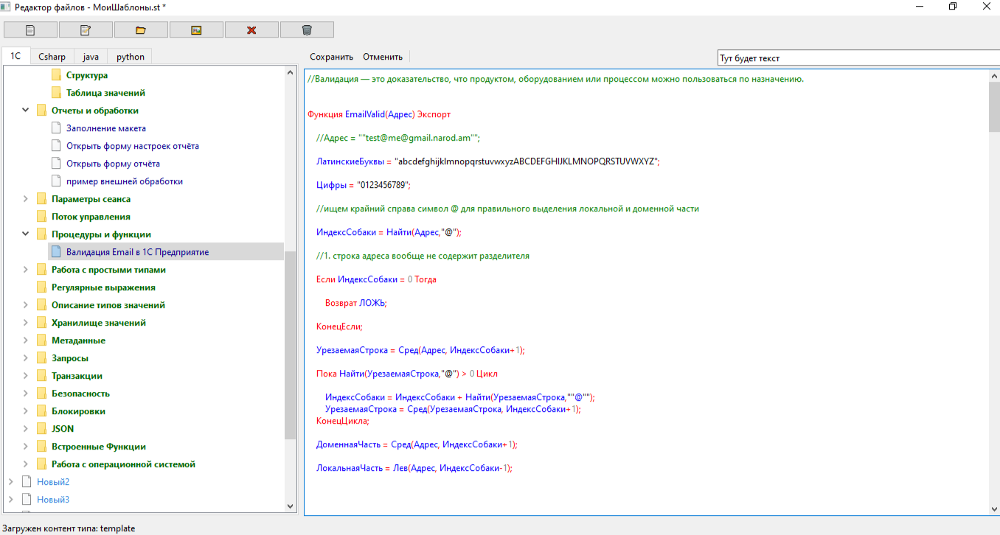 Редактор файлов - МоиШаблоны.st *
1С
Csharp
java
python
Структура
Таблица значений
Отчеты и обработки
Заполнение макета
Открыть форму настроек отчёта
Открыть форму отчёта
пример внешней обработки
Параметры сеанса
Поток управления
Процедуры и функции
Валидация Email в 1С Предприятие
Работа с простыми типами
Регулярные выражения
Описание типов значений
Хранилище значений
Метаданные
Запросы
Транзакции
Безопасность
Блокировки
JSON
Встроенные Функции
Работа с операционной системой
Новый2
Новый3
Сохранить Отменить
Тут будет текст
//Валидация — это доказательство, что продуктом, оборудованием или процессом можно пользоваться по назначению.
Функция EmailValid(Адрес) Экспорт
//Адрес = ""test@me@gmail.narod.am"";
ЛатинскиеБуквы = "abcdefghijklmnopqrstuvwxyzABCDEFGHIJKLMNOPQRSTUVWXYZ";
Цифры = "0123456789";
//ищем крайний справа символ @ для правильного выделения локальной и доменной части
ИндексСобаки = Найти(Адрес,"@");
//1. строка адреса вообще не содержит разделителя
Если ИндексСобаки = 0 Тогда
Возврат ЛОЖЬ;
КонецЕсли;
УрезаемаяСтрока = Сред(Адрес, ИндексСобаки+1);
Пока Найти(УрезаемаяСтрока,"@") > 0 Цикл
ИндексСобаки = ИндексСобаки + Найти(УрезаемаяСтрока,""@"");
УрезаемаяСтрока = Сред(УрезаемаяСтрока, ИндексСобаки+1);
КонецЦикла;
ДоменнаяЧасть = Сред(Адрес, ИндексСобаки+1);
ЛокальнаяЧасть = Лев(Адрес, ИндексСобаки-1);
Загружен контент типа: template